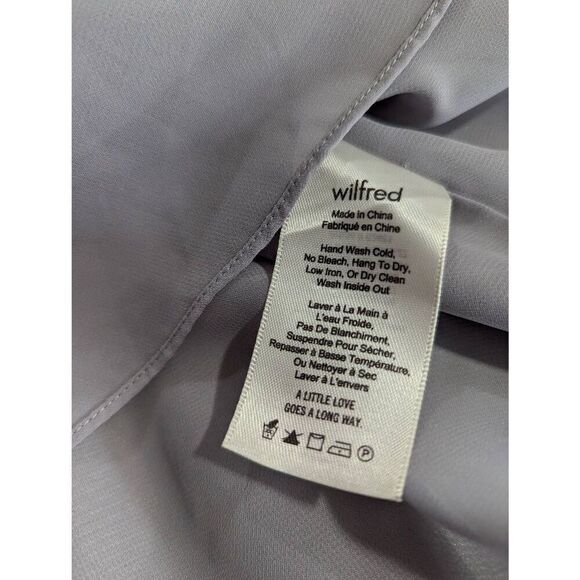 wilfred
Made in China
Fabriqué en Chine
Hand Wash Cold,
No Bleach, Hang To Dry,
Low Iron, Or Dry Clean
Wash Inside Out
Laver à La Main à
L'eau Froide,
Pas De Blanchiment,
Suspendre Pour Sécher,
Repasser à Basse Température,
Ou Nettoyer à Sec
Laver à L'envers
A LITTLE LOVE
GOES A LONG WAY.
P